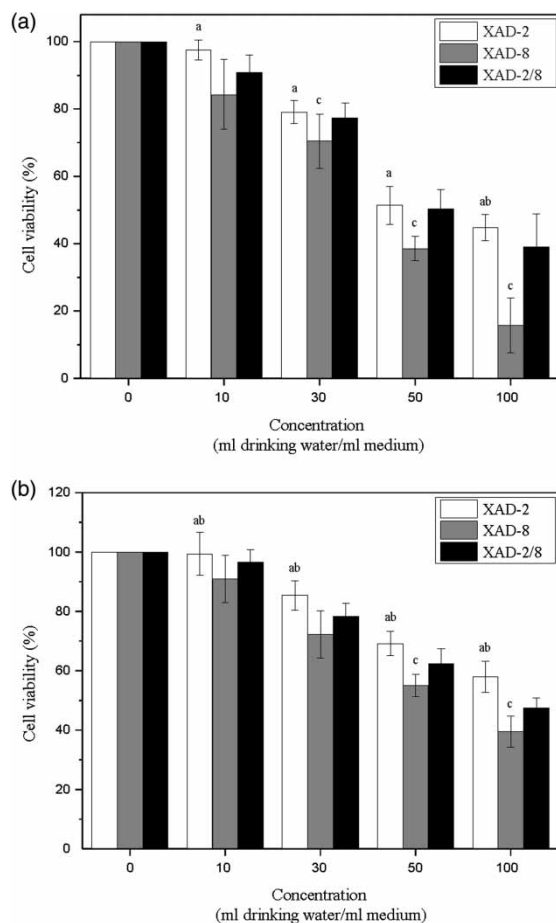 (a)
XAD-2
XAD-8
XAD-2/8
100
80
60
40
20
0
a
a
c
a
c
ab
c
Cell viability (%)
0
10
30
50
100
Concentration
(ml drinking water/ml medium)
(b)
120
100
80
60
40
20
0
XAD-2
XAD-8
XAD-2/8
ab
ab
ab
c
ab
c
Cell viability (%)
0
10
30
50
100
Concentration
(ml drinking water/ml medium)